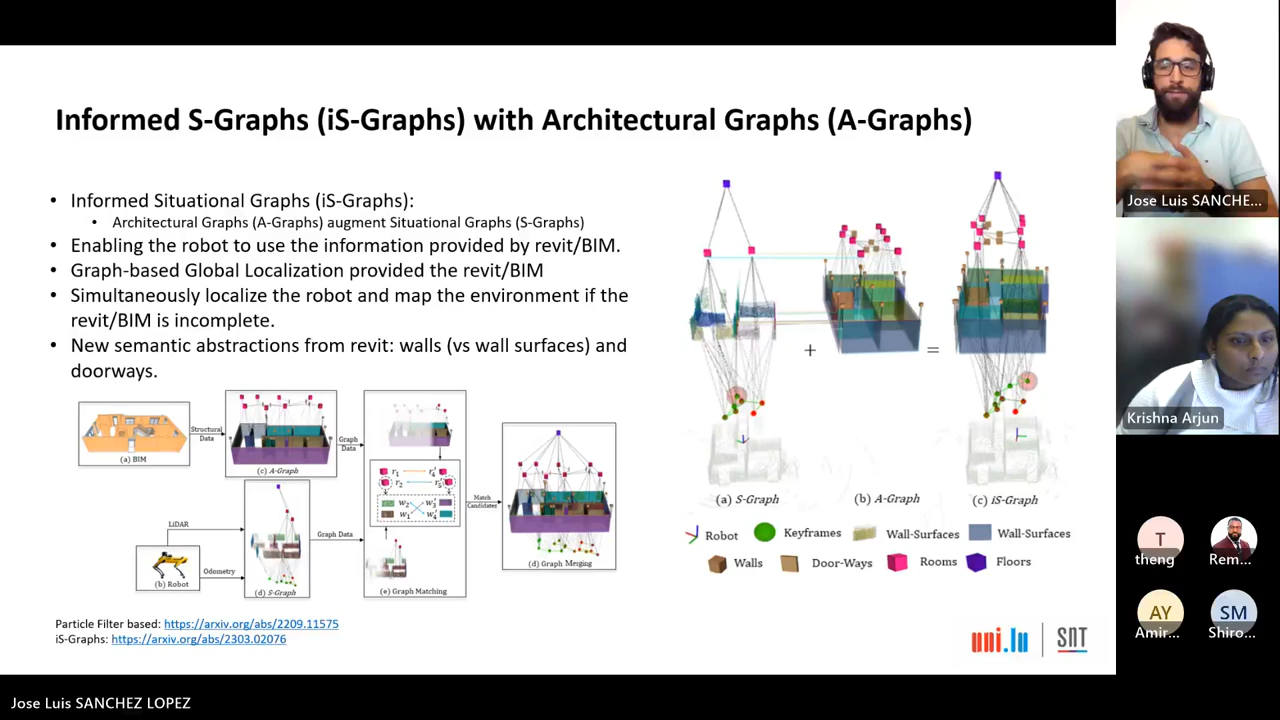 Informed S-Graphs (iS-Graphs) with Architectural Graphs (A-Graphs)
• Informed Situational Graphs (iS-Graphs):
• Architectural Graphs (A-Graphs) augment Situational Graphs (S-Graphs)
• Enabling the robot to use the information provided by revit/BIM.
• Graph-based Global Localization provided the revit/BIM
• Simultaneously localize the robot and map the environment if the
revit/BIM is incomplete.
• New semantic abstractions from revit: walls (vs wall surfaces) and
doorways.
(a) BIM
Structural
Data
(c) A-Graph
Graph
Data
LiDAR
(b) Robot
Odometry
(d) S-Graph
Graph Data
r₁
r₂
w₂
w₁
(e) Graph Matching
Match
Candidates
(d) Graph Merging
+
=
(a) S-Graph
(b) A-Graph
(c) iS-Graph
Robot
Keyframes
Wall-Surfaces
Wall-Surfaces
Walls
Door-Ways
Rooms
Floors
Particle Filter based: https://arxiv.org/abs/2209.11575
iS-Graphs: https://arxiv.org/abs/2303.02076
uni.lu
SNT
Jose Luis SANCHE...
Krishna Arjun
T
theng
Rem...
AY
Amir...
SM
Shiro...
Jose Luis SANCHEZ LOPEZ